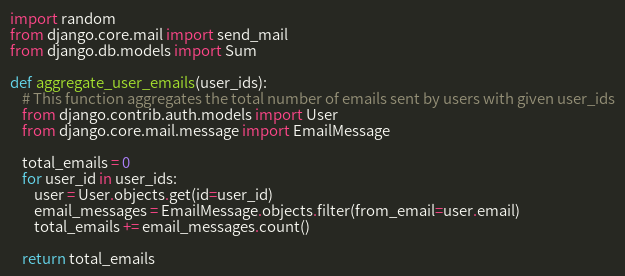 import random
from django.core.mail import send_mail
from django.db.models import Sum

def aggregate_user_emails(user_ids):
    # This function aggregates the total number of emails sent by users with given user_ids
    from django.contrib.auth.models import User
    from django.core.mail.message import EmailMessage

    total_emails = 0
    for user_id in user_ids:
        user = User.objects.get(id=user_id)
        email_messages = EmailMessage.objects.filter(from_email=user.email)
        total_emails += email_messages.count()

    return total_emails